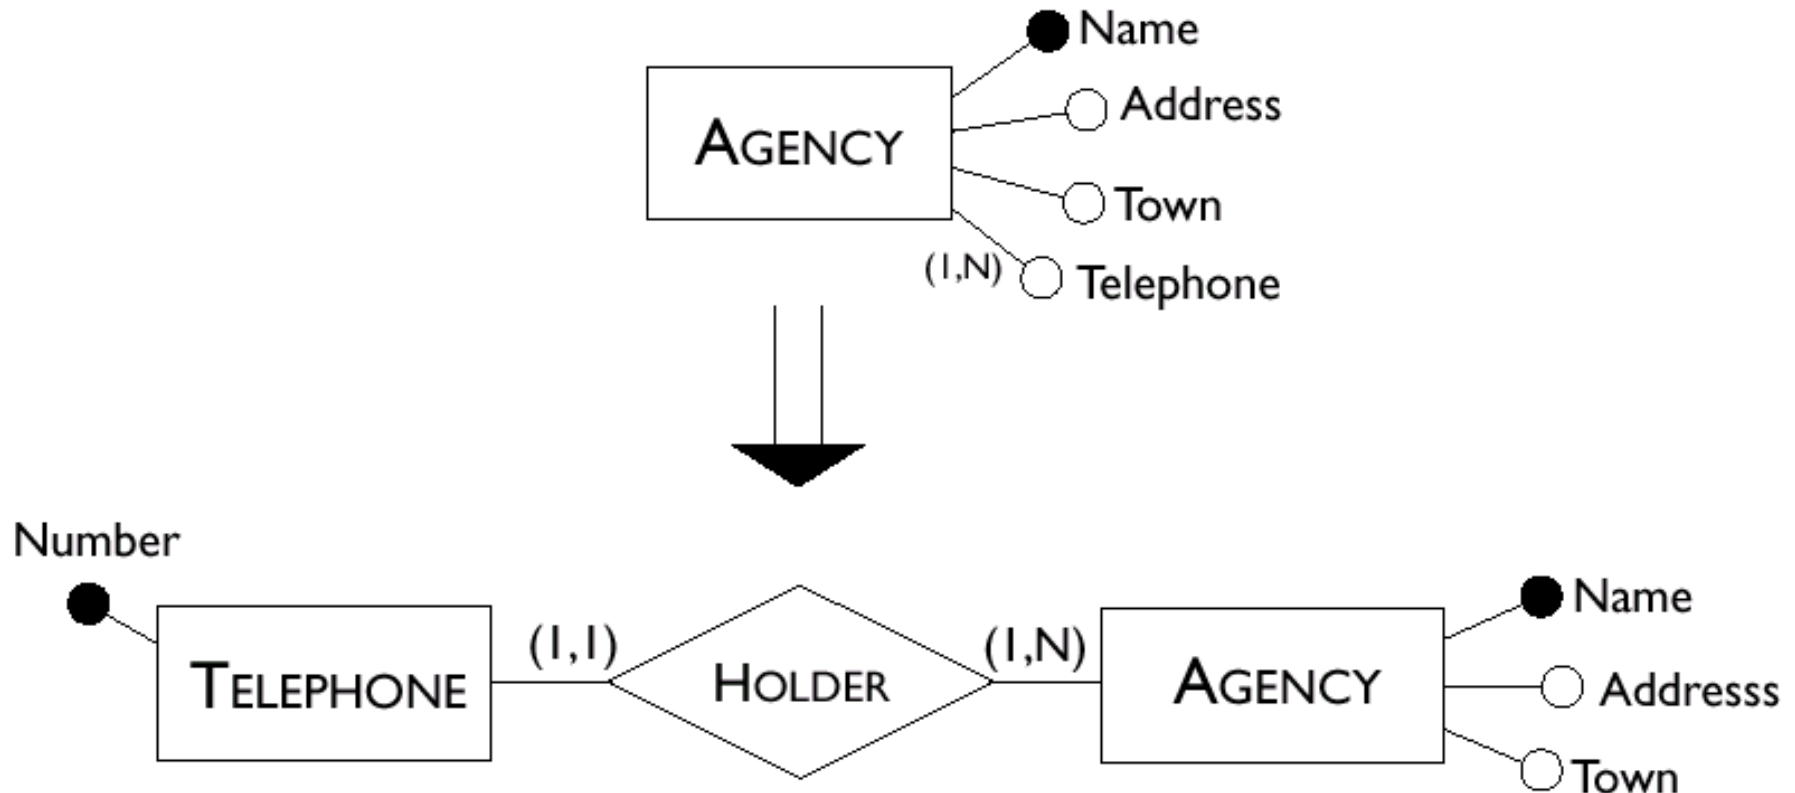 Name
Address
AGENCY
Town
(1,N)
Telephone
Number
Name
(1,1)
(1,N)
TELEPHONE
HOLDER
AGENCY
Addresss
Town